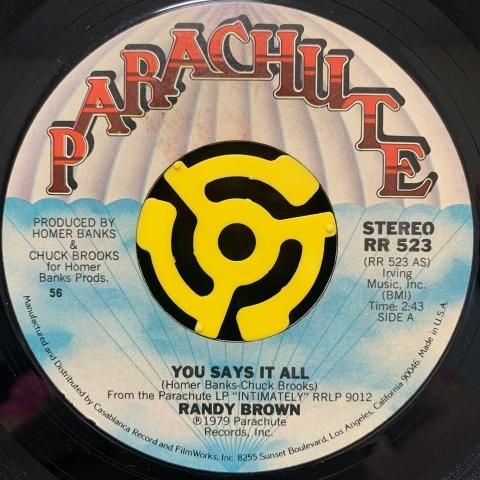 PARACHUTE
PRODUCED BY
HOMER BANKS
&
CHUCK BROOKS
for Homer
Banks Prods.
56
STEREO
RR 523
(RR 523 AS)
Irving
Music, Inc.
(BMI)
Time: 2:43
SIDE A
YOU SAYS IT ALL
(Homer Banks-Chuck Brooks)
From the Parachute LP "INTIMATELY" RRLP 9012
RANDY BROWN
℗1979 Parachute
Records, Inc.
Manufactured and Distributed by Casablanca Record and FilmWorks, Inc. 8255 Sunset Boulevard, Los Angeles, California 90046. Made in U.S.A.